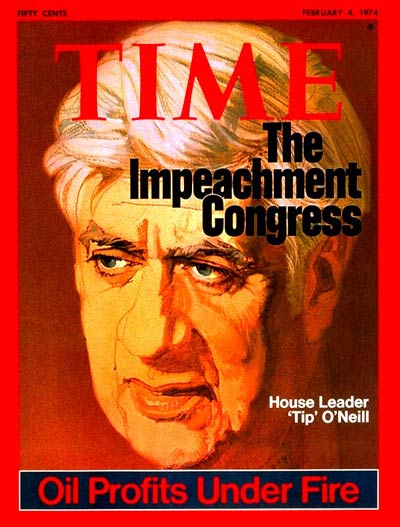 FIFTY CENTS
FEBRUARY 4, 1974
TIME
The
Impeachment
Congress
House Leader
'Tip' O'Neill
Oil Profits Under Fire